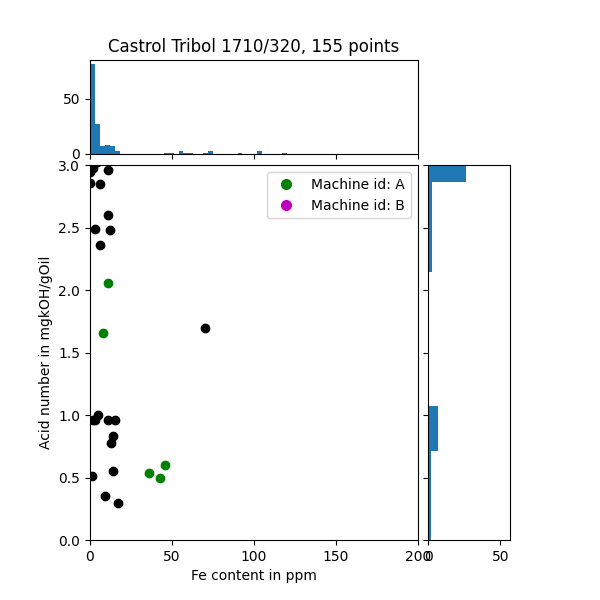 Castrol Tribol 1710/320, 155 points
50
0
3.0
2.5
2.0
1.5
1.0
0.5
0.0
Acid number in mgkOH/gOil
Machine id: A
Machine id: B
0 50 100 150 200
0 50
Fe content in ppm